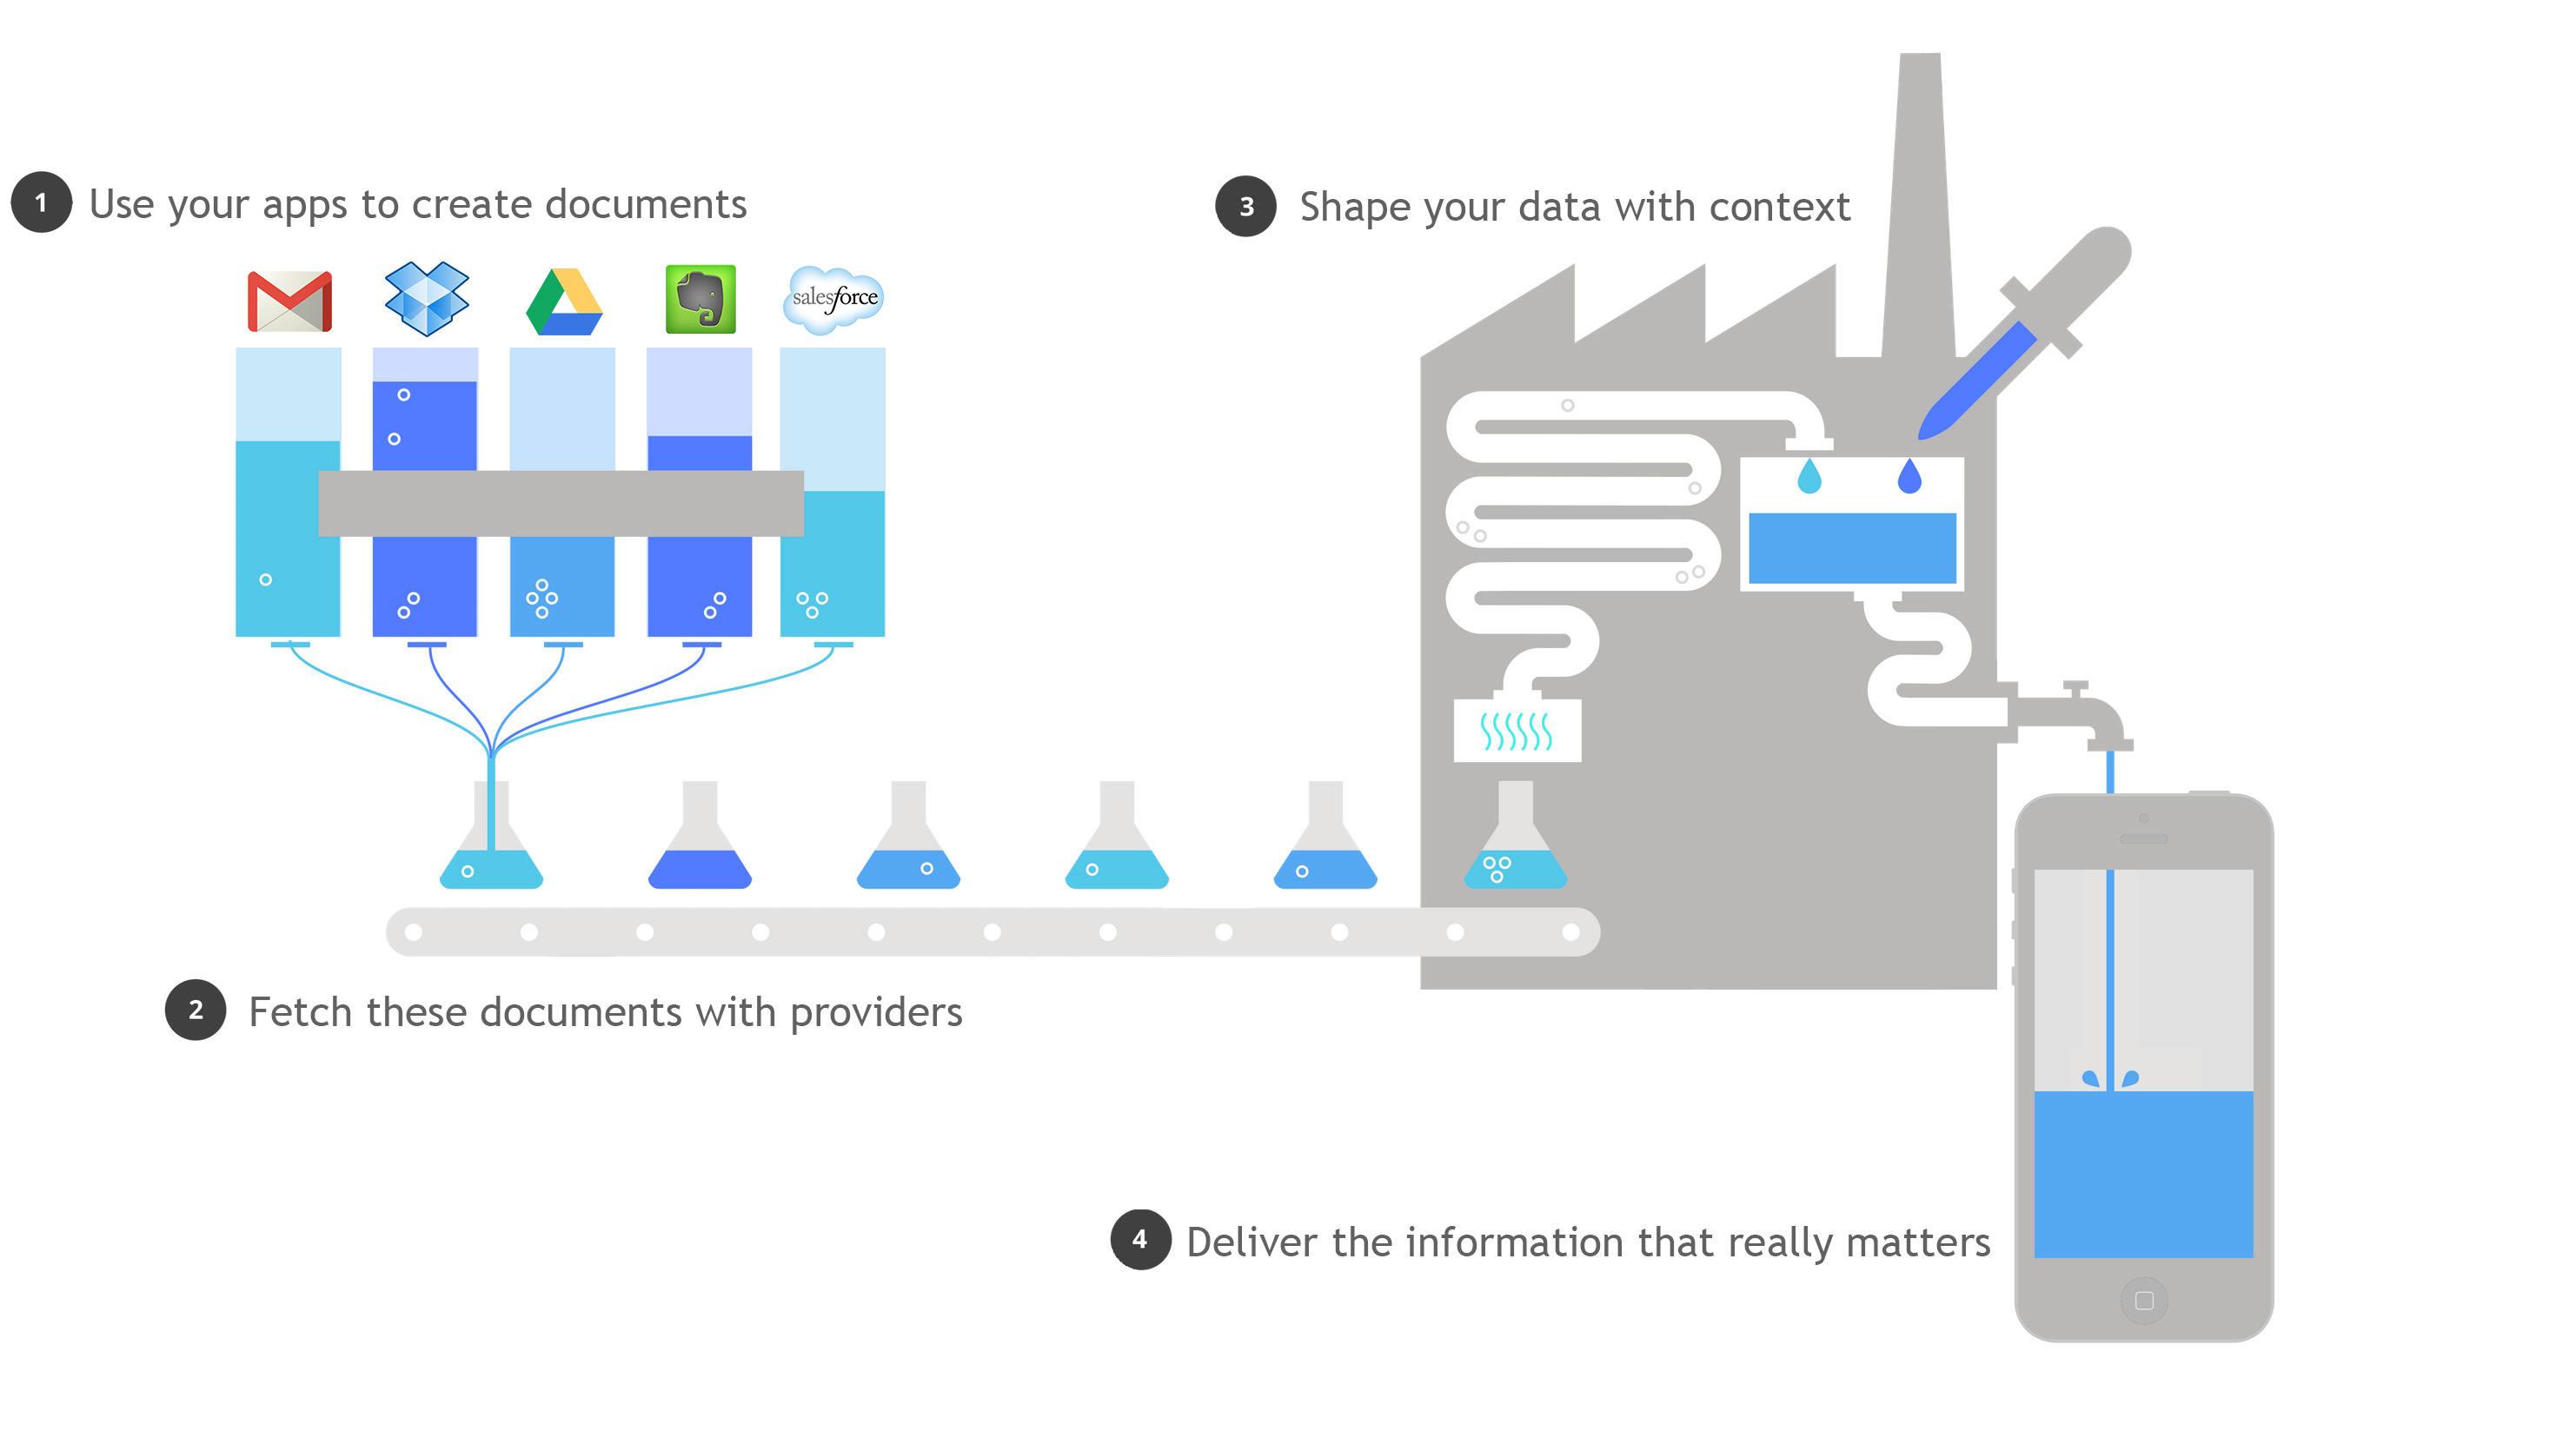 1 Use your apps to create documents
salesforce
2 Fetch these documents with providers
3 Shape your data with context
4 Deliver the information that really matters